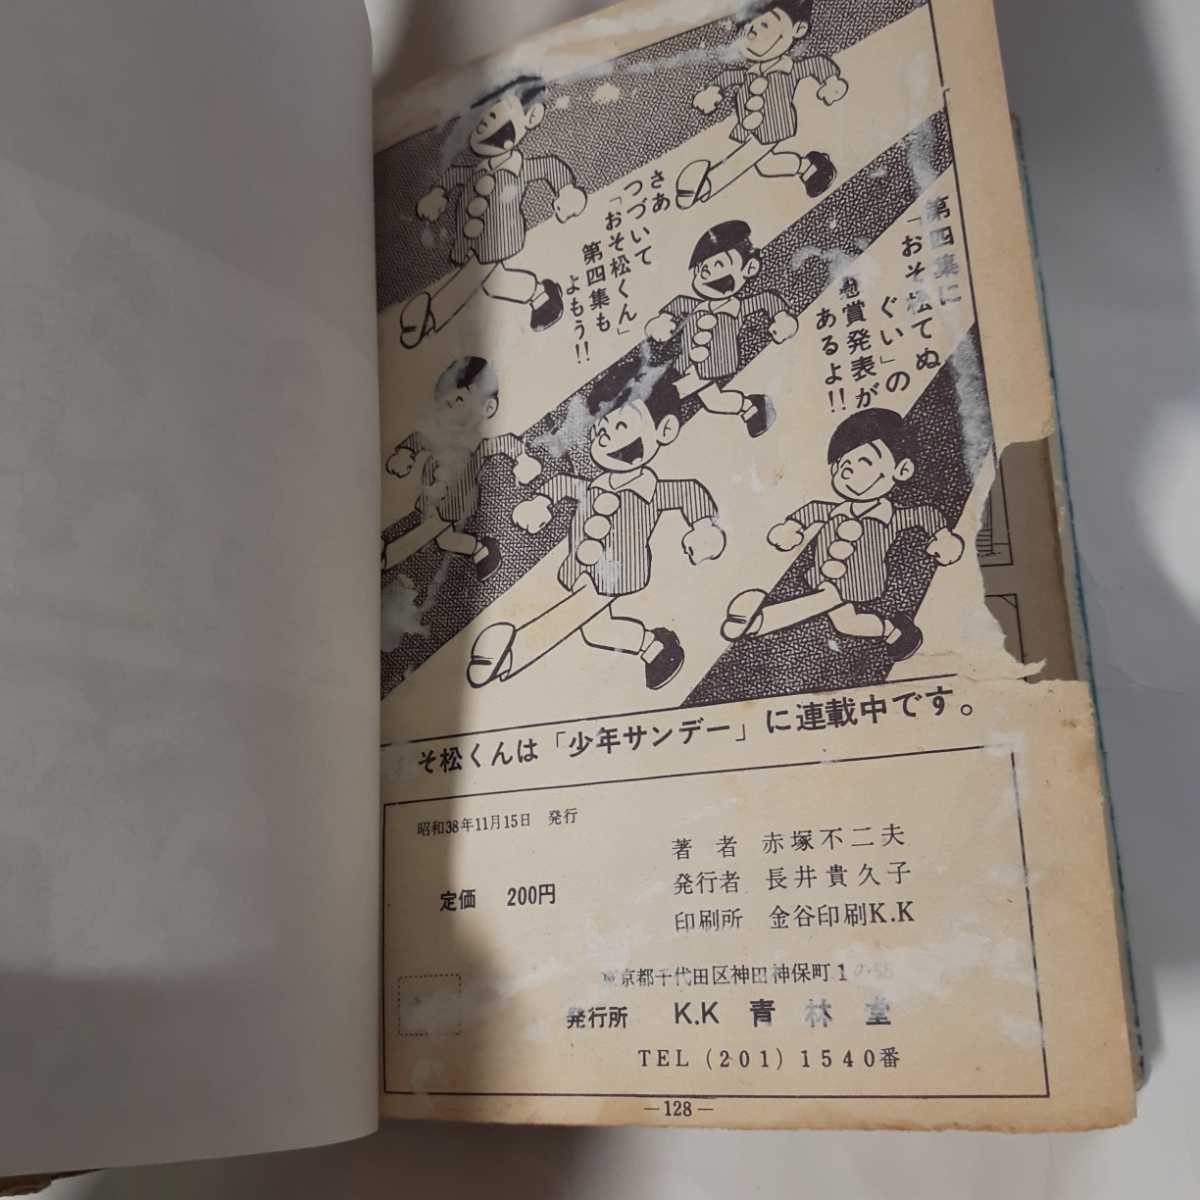 さあ
つづいて
「おそ松くん」
第四集も
よもう!!
第四集に
「おそ松てぬ
ぐい」の
懸賞発表が
あるよ!!
そ松くんは「少年サンデー」に連載中です。
昭和38年11月15日 発行
定価 200円
著者 赤塚不二夫
発行者 長井貴久子
印刷所 金谷印刷K.K
東京都千代田区神田神保町1の55
発行所 K.K 青林堂
TEL (201) 1540番
—128—